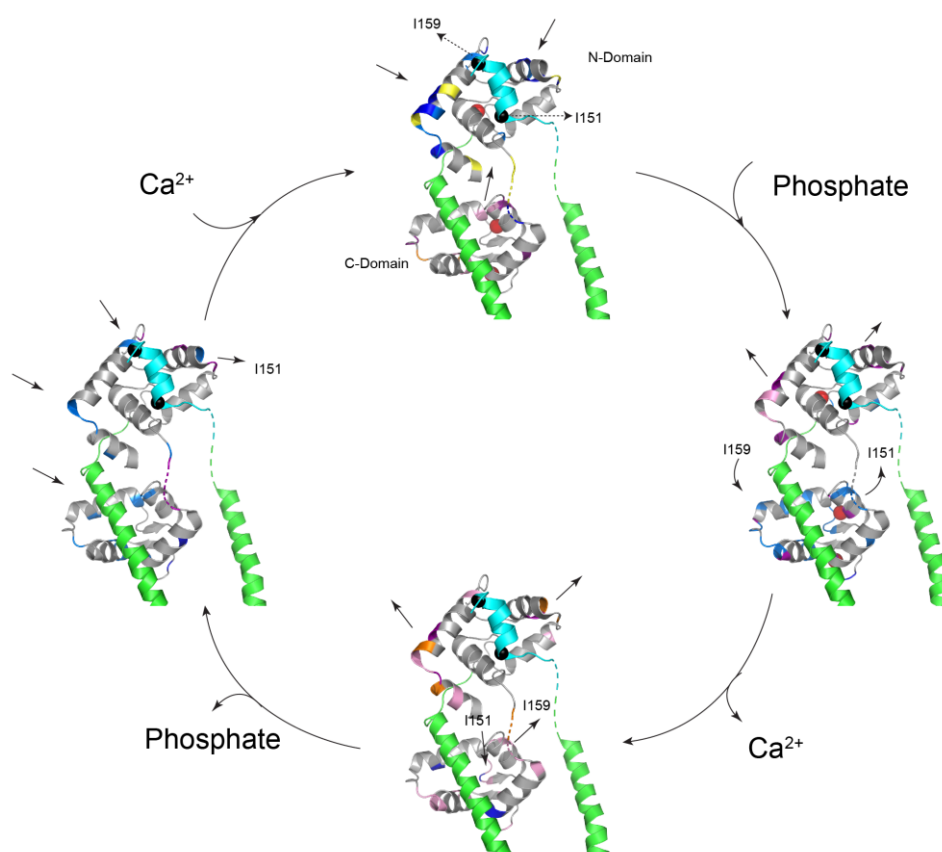 I159
N-Domain
I151
Ca²⁺
Phosphate
C-Domain
I151
I159
I151
I151
I159
Phosphate
Ca²⁺